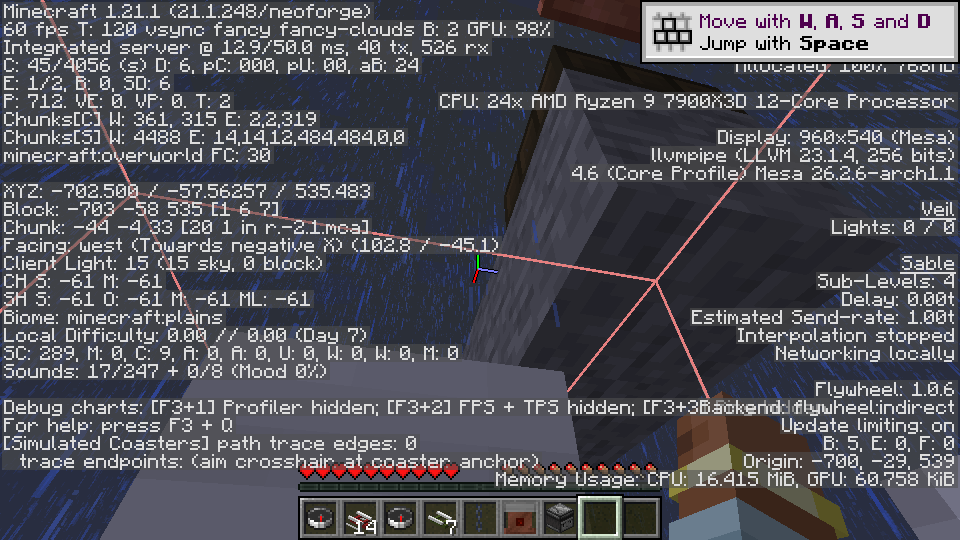 Minecraft 1.21.1 (21.1.248/neoforge)
60 fps T: 120 vsync fancy fancy-clouds B: 2 GPU: 98%
Integrated server @ 12.9/50.0 ms, 40 tx, 526 rx
C: 45/4056 (s) D: 6, pC: 000, pU: 00, aB: 24
E: 1/2, B: 0, SD: 6
P: 712. VE: 0. VP: 0. T: 2
Chunks[C] W: 361, 315 E: 2,2,319
Chunks[S] W: 4488 E: 14,14,12,484,484,0,0
minecraft:overworld FC: 30
XYZ: -702.500 / -57.56257 / 535.483
Block: -703 -58 535 [1 6 7]
Chunk: -44 -4 33 [20 1 in r.-2.1.mca]
Facing: west (Towards negative X) (102.8 / -45.1)
Client Light: 15 (15 sky, 0 block)
CH S: -61 M: -61
SH S: -61 O: -61 M: -61 ML: -61
Biome: minecraft:plains
Local Difficulty: 0.00 // 0.00 (Day 7)
SC: 289, M: 0, C: 9, A: 0, A: 0, U: 0, W: 0, W: 0, M: 0
Sounds: 17/247 + 0/8 (Mood 0%)
Debug charts: [F3+1] Profiler hidden; [F3+2] FPS + TPS hidden; [F3+3]
For help: press F3 + Q
[Simulated Coasters] path trace edges: 0
trace endpoints: (aim crosshair at coaster anchor)
Move with W, A, S and D
Jump with Space
Allocated: 100% 768MB
CPU: 24x AMD Ryzen 9 7900X3D 12-Core Processor
Display: 960x540 (Mesa)
llvmpipe (LLVM 23.1.4, 256 bits)
4.6 (Core Profile) Mesa 26.2.6-arch1.1
Veil
Lights: 0 / 0
Sable
Sub-Levels: 4
Delay: 0.00t
Estimated Send-rate: 1.00t
Interpolation stopped
Networking locally
Flywheel: 1.0.6
Backend: flywheel:indirect
Update limiting: on
B: 5, E: 0, F: 0
Origin: -700, -29, 539
Memory Usage: CPU: 16.415 MiB, GPU: 60.758 KiB
14
7